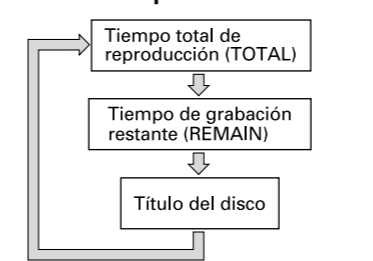 Tiempo total de
reproducción (TOTAL)
Tiempo de grabación
restante (REMAIN)
Título del disco